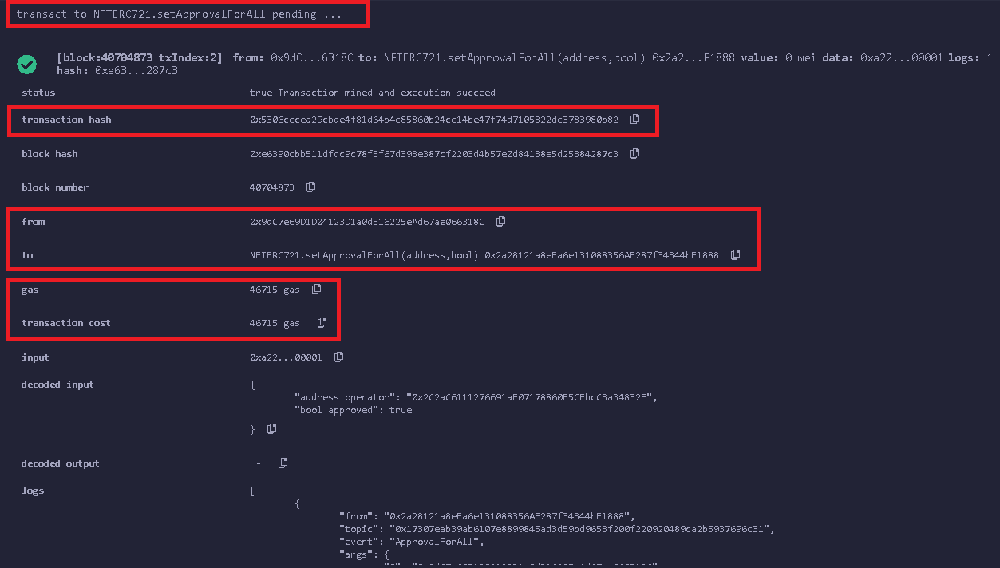 transact to NFTERC721.setApprovalForAll pending ...
[block:40704873 txIndex:2] from: 0x9dC...6318C to: NFTERC721.setApprovalForAll(address,bool) 0x2a2...F1888 value: 0 wei data: 0xa22...00001 logs: 1
hash: 0xe63...287c3
status true Transaction mined and execution succeed
transaction hash 0x5306cccea29cbde4f81d64b4c85860b24cc14be47f74d7105322dc3783980b82
block hash 0xe6390cbb511dfdc9c78f3f67d393e387cf2203d4b57e0d84138e5d25384287c3
block number 40704873
from 0x9dC7e69D1D04123D1a0d316225eAd67ae066318C
to NFTERC721.setApprovalForAll(address,bool) 0x2a28121a8eFa6e131088356AE287f34344bF1888
gas 46715 gas
transaction cost 46715 gas
input 0xa22...00001
decoded input {
"address operator": "0x2C2aC6111276691aE07178860B5CFbcC3a34832E",
"bool approved": true
}
decoded output -
logs [
{
"from": "0x2a28121a8eFa6e131088356AE287f34344bF1888",
"topic": "0x17307eab39ab6107e8899845ad3d59bd9653f200f220920489ca2b5937696c31",
"event": "ApprovalForAll",
"args": {